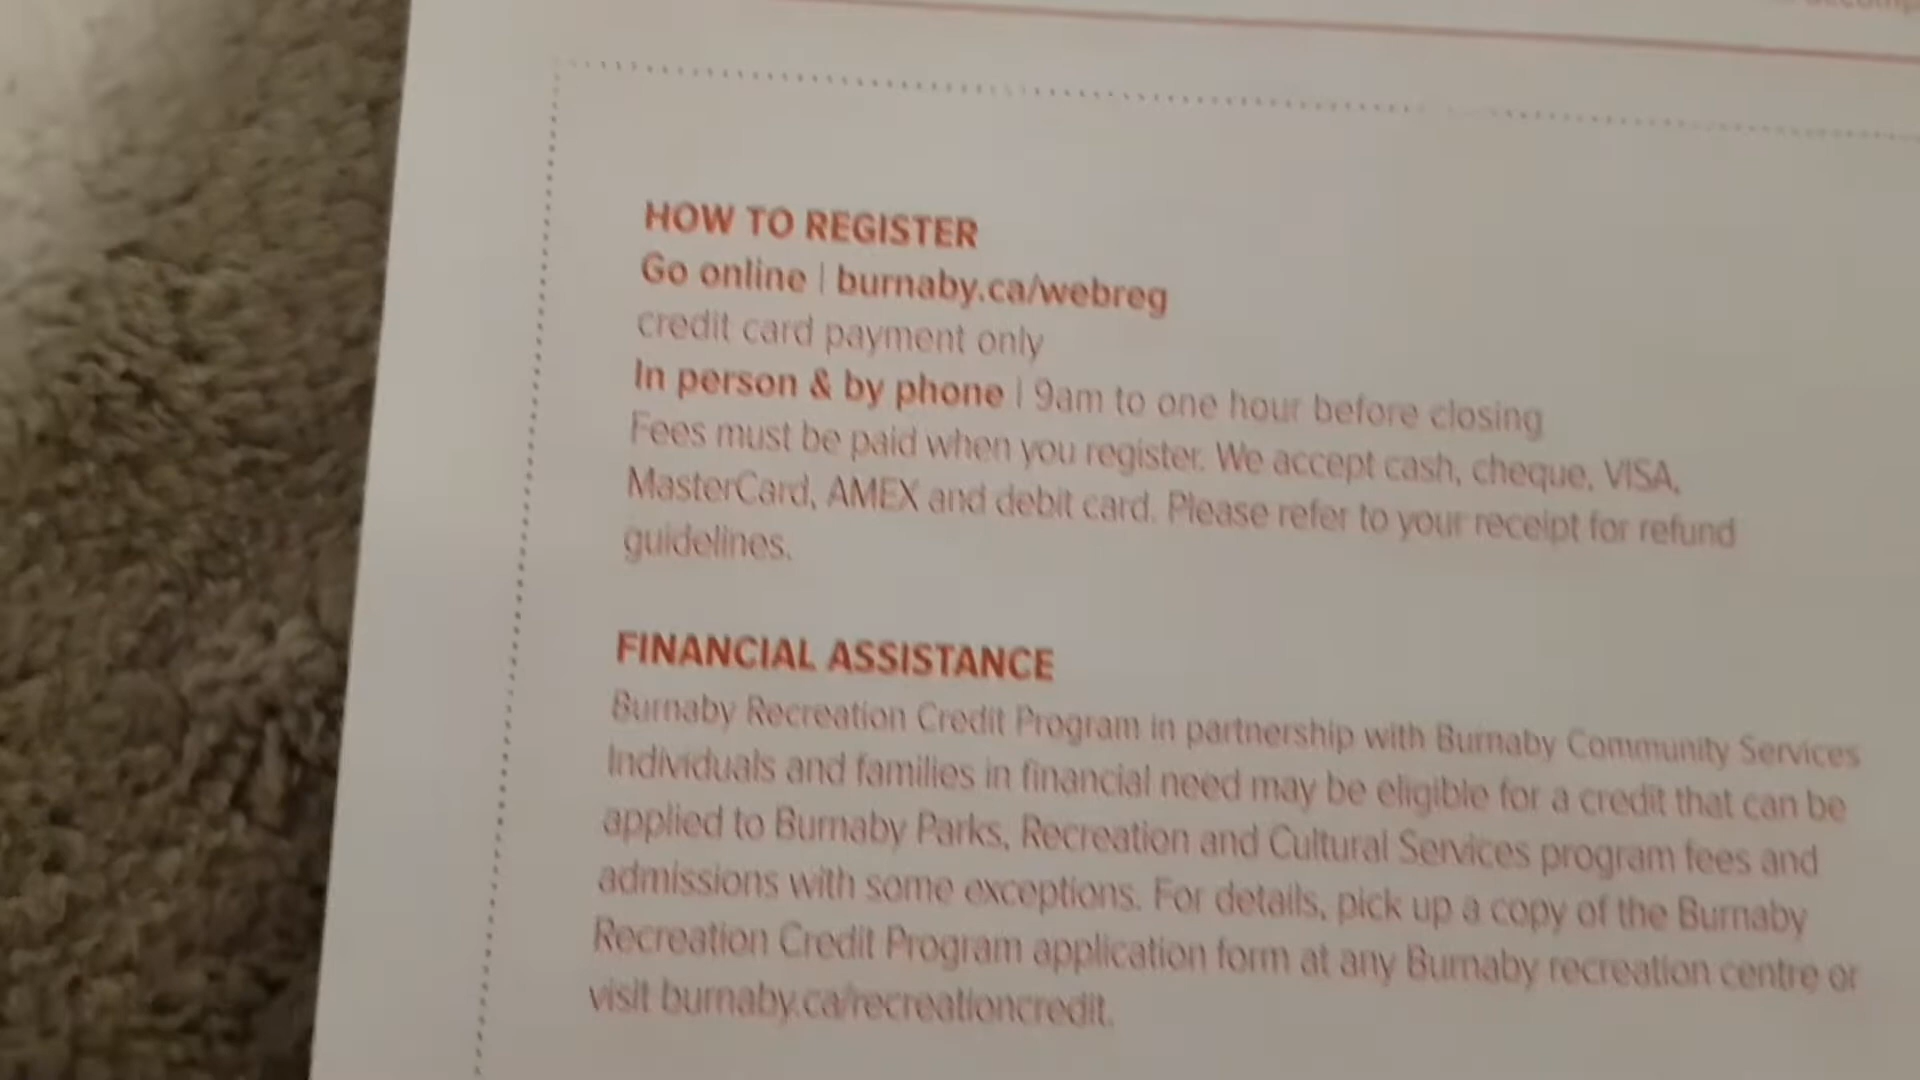 HOW TO REGISTER
Go online | burnaby.ca/webreg
credit card payment only
In person & by phone | 9am to one hour before closing
Fees must be paid when you register. We accept cash, cheque, VISA,
MasterCard, AMEX and debit card. Please refer to your receipt for refund
guidelines.
FINANCIAL ASSISTANCE
Burnaby Recreation Credit Program in partnership with Burnaby Community Services
Individuals and families in financial need may be eligible for a credit that can be
applied to Burnaby Parks, Recreation and Cultural Services program fees and
admissions with some exceptions. For details, pick up a copy of the Burnaby
Recreation Credit Program application form at any Burnaby recreation centre or
visit burnaby.ca/recreationcredit.